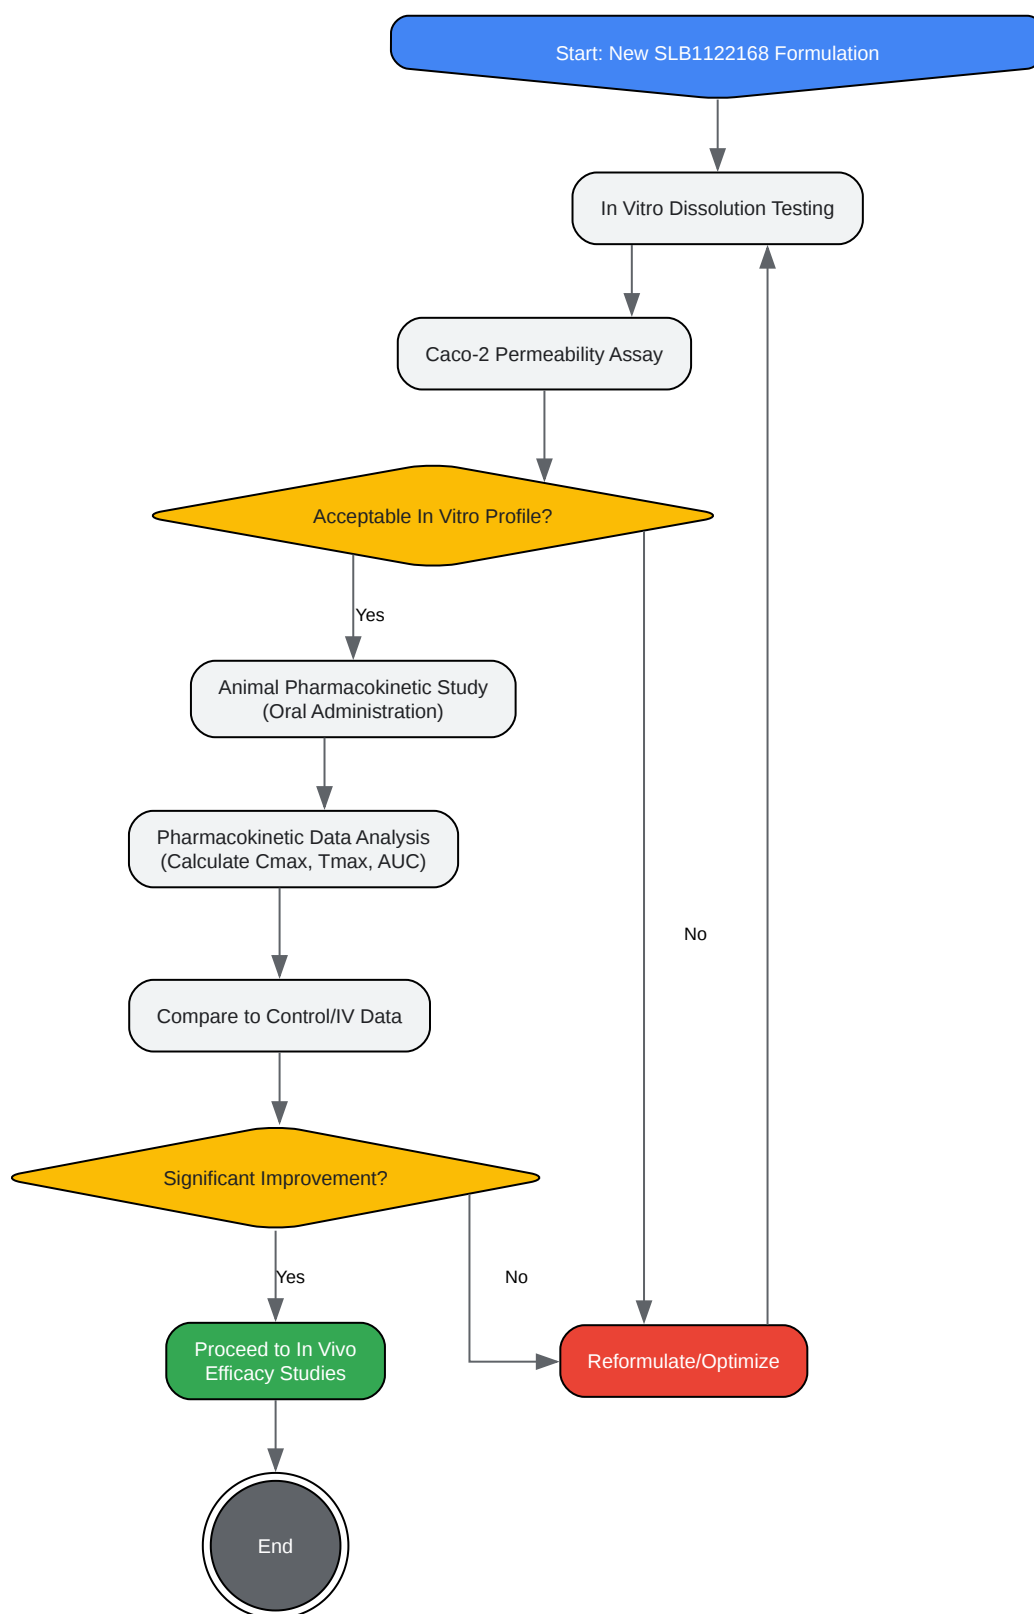 Start: New SLB1122168 Formulation
In Vitro Dissolution Testing
Caco-2 Permeability Assay
Acceptable In Vitro Profile?
Yes
Animal Pharmacokinetic Study
(Oral Administration)
Pharmacokinetic Data Analysis
(Calculate Cmax, Tmax, AUC)
No
Compare to Control/IV Data
Significant Improvement?
Yes
No
Proceed to In Vivo
Efficacy Studies
Reformulate/Optimize
End